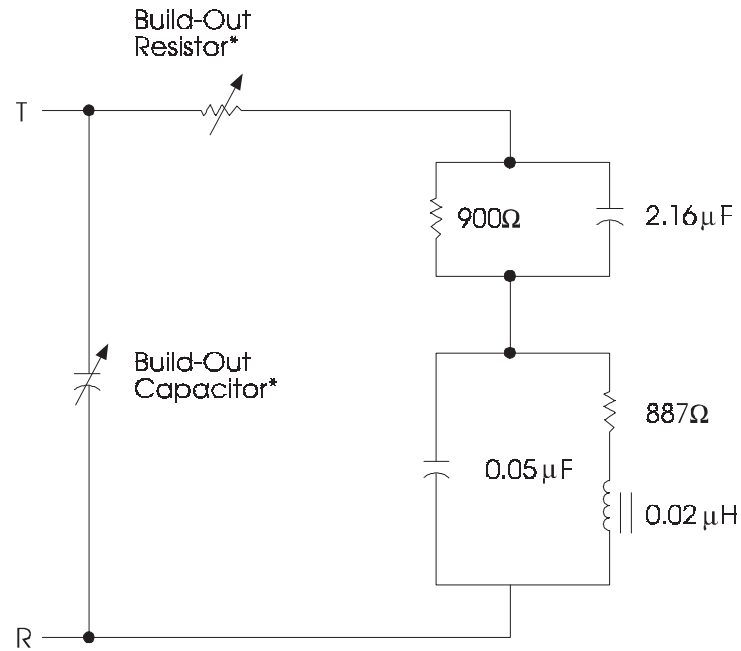 Build-Out
Resistor*
T
900Ω
2.16µF
Build-Out
Capacitor*
887Ω
0.05µF
0.02µH
R